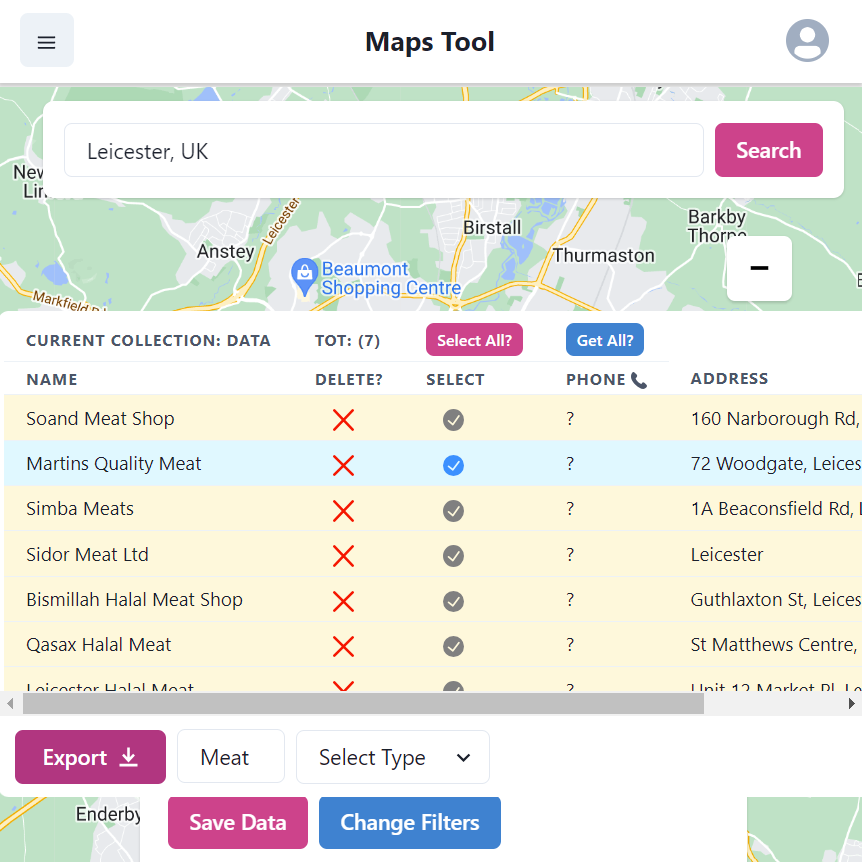 Maps Tool
Leicester, UK
Search
Birstall
Barkby
Anstey
Leicester
Thurmaston
Beaumont
Shopping Centre
CURRENT COLLECTION: DATA TOT: (7) Select All? Get All?
NAME DELETE? SELECT PHONE ADDRESS
Soand Meat Shop ? 160 Narborough Rd,
Martins Quality Meat ? 72 Woodgate, Leices
Simba Meats ? 1A Beaconsfield Rd, L
Sidor Meat Ltd ? Leicester
Bismillah Halal Meat Shop ? Guthlaxton St, Leices
Qasax Halal Meat ? St Matthews Centre,
Leicester Halal Meat ? Unit 12 Market Pl, Le
Export Meat Select Type
Enderby
Save Data Change Filters